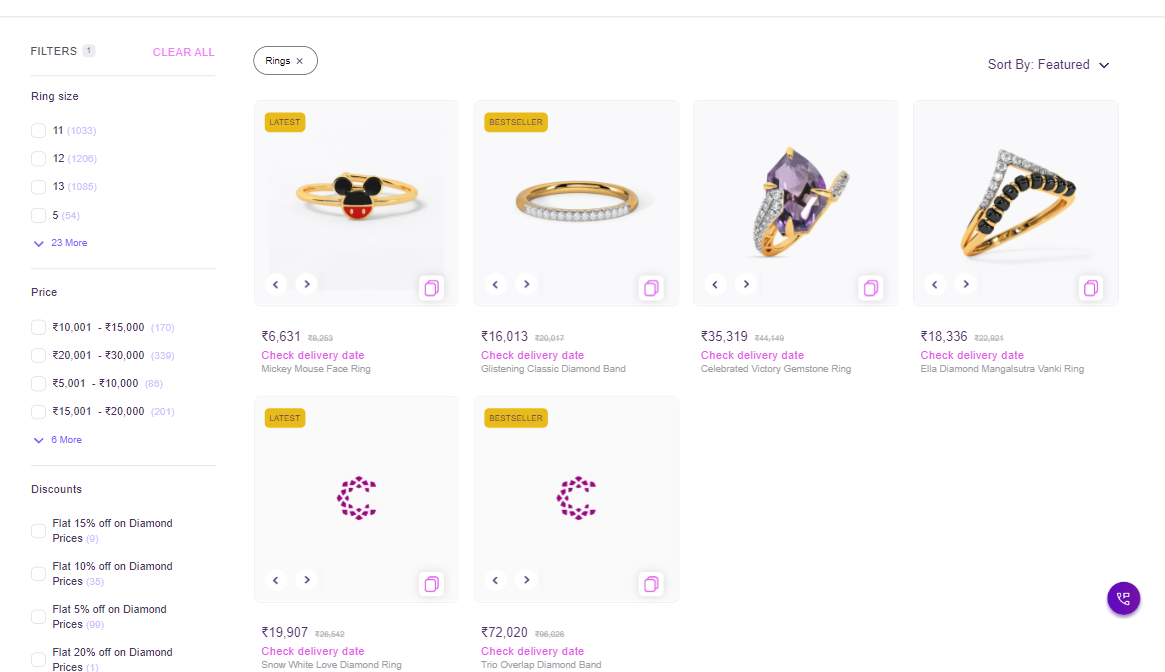 FILTERS 1
CLEAR ALL
Ring size
11 (1033)
12 (1206)
13 (1085)
5 (54)
23 More
Price
₹10,001 - ₹15,000 (170)
₹20,001 - ₹30,000 (339)
₹5,001 - ₹10,000 (86)
₹15,001 - ₹20,000 (201)
6 More
Discounts
Flat 15% off on Diamond
Prices (9)
Flat 10% off on Diamond
Prices (35)
Flat 5% off on Diamond
Prices (99)
Flat 20% off on Diamond
Prices (1)
Rings ×
Sort By: Featured
LATEST
₹6,631 ₹8,253
Check delivery date
Mickey Mouse Face Ring
BESTSELLER
₹16,013 ₹20,017
Check delivery date
Glistening Classic Diamond Band
₹35,319 ₹44,149
Check delivery date
Celebrated Victory Gemstone Ring
₹18,336 ₹22,921
Check delivery date
Ella Diamond Mangalsutra Vanki Ring
LATEST
₹19,907 ₹26,542
Check delivery date
Snow White Love Diamond Ring
BESTSELLER
₹72,020 ₹96,026
Check delivery date
Trio Overlap Diamond Band